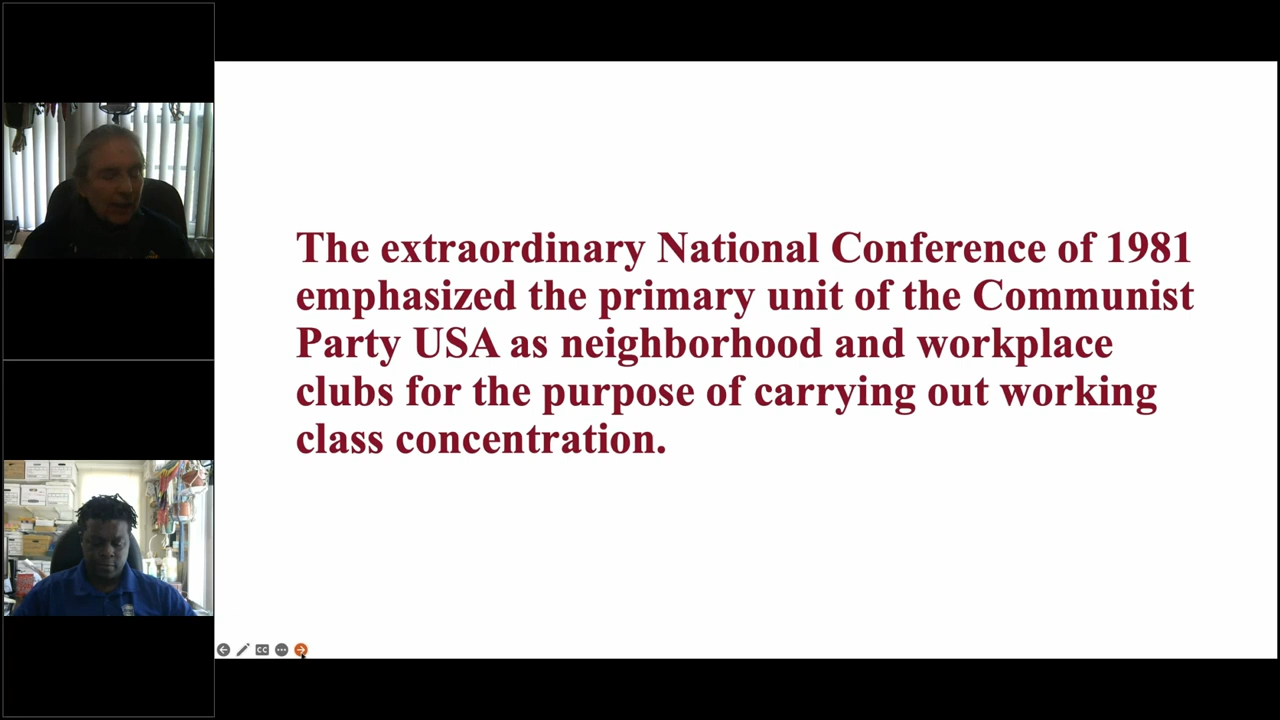 The extraordinary National Conference of 1981
emphasized the primary unit of the Communist
Party USA as neighborhood and workplace
clubs for the purpose of carrying out working
class concentration.
CC